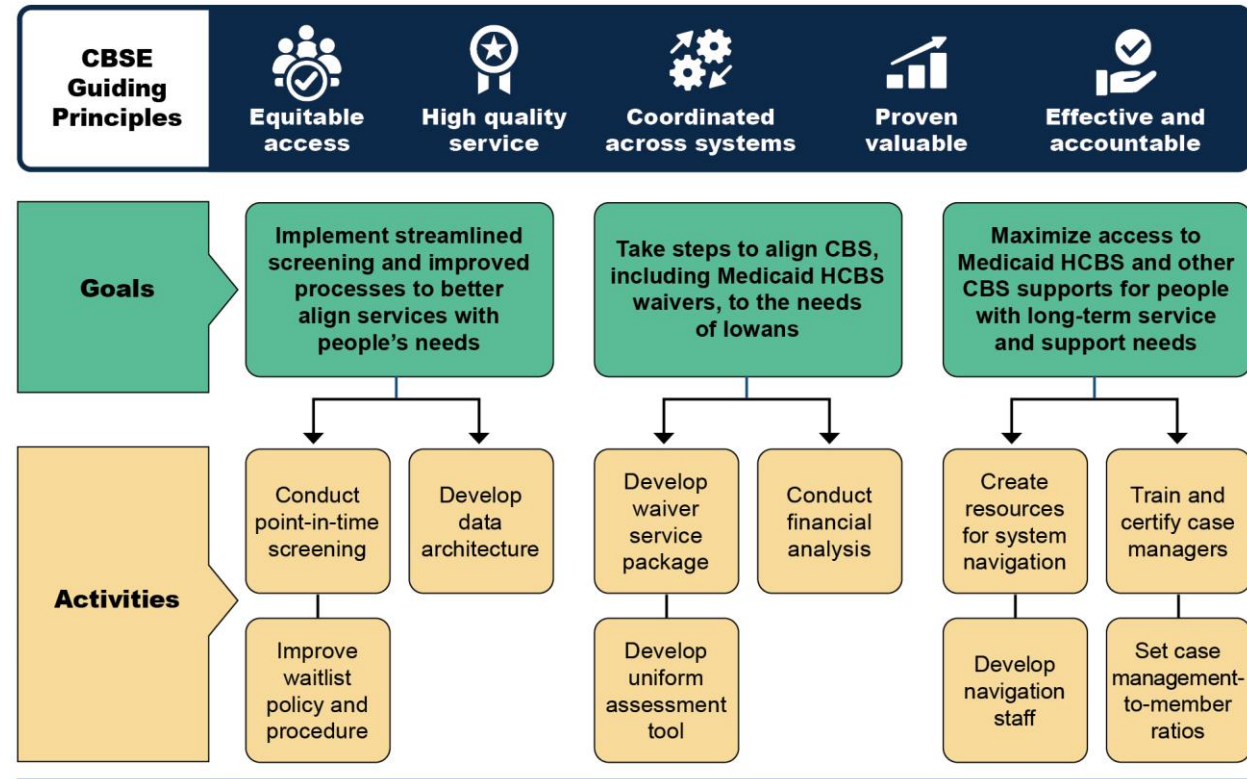 CBSE
Guiding
Principles
Equitable
access
High quality
service
Coordinated
across systems
Proven
valuable
Effective and
accountable
Goals
Implement streamlined
screening and improved
processes to better
align services with
people's needs
Take steps to align CBS,
including Medicaid HCBS
waivers, to the needs
of Iowans
Maximize access to
Medicaid HCBS and other
CBS supports for people
with long-term service
and support needs
Activities
Conduct
point-in-time
screening
Develop
data
architecture
Develop
waiver
service
package
Conduct
financial
analysis
Create
resources
for system
navigation
Train and
certify case
managers
Improve
waitlist
policy and
procedure
Develop
uniform
assessment
tool
Develop
navigation
staff
Set case
management-
to-member
ratios